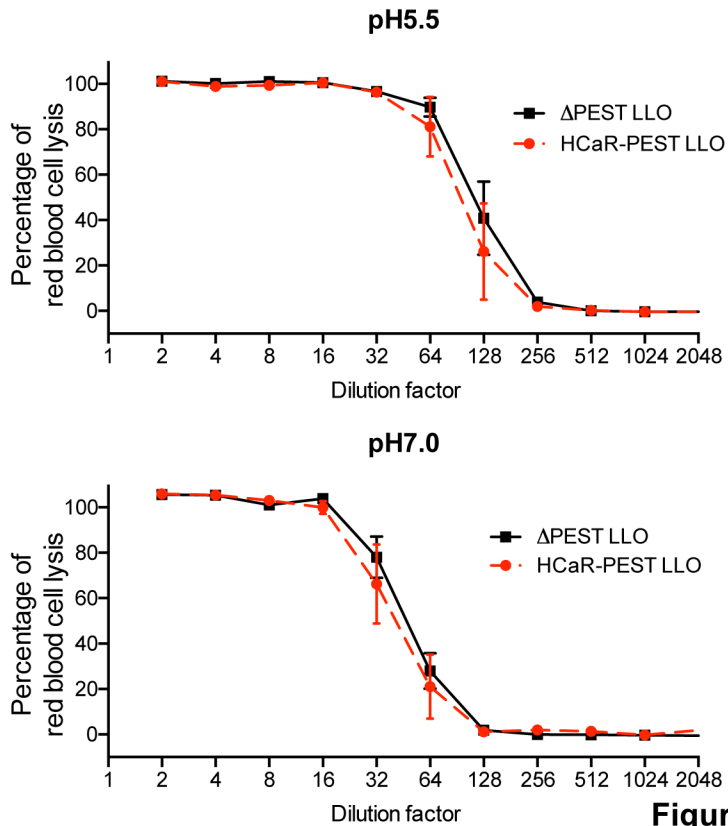 pH5.5
Percentage of
red blood cell lysis
100
80
60
40
20
0
ΔPEST LLO
HCaR-PEST LLO
1 2 4 8 16 32 64 128 256 512 1024 2048
Dilution factor
pH7.0
Percentage of
red blood cell lysis
100
80
60
40
20
0
ΔPEST LLO
HCaR-PEST LLO
1 2 4 8 16 32 64 128 256 512 1024 2048
Dilution factor
Figur